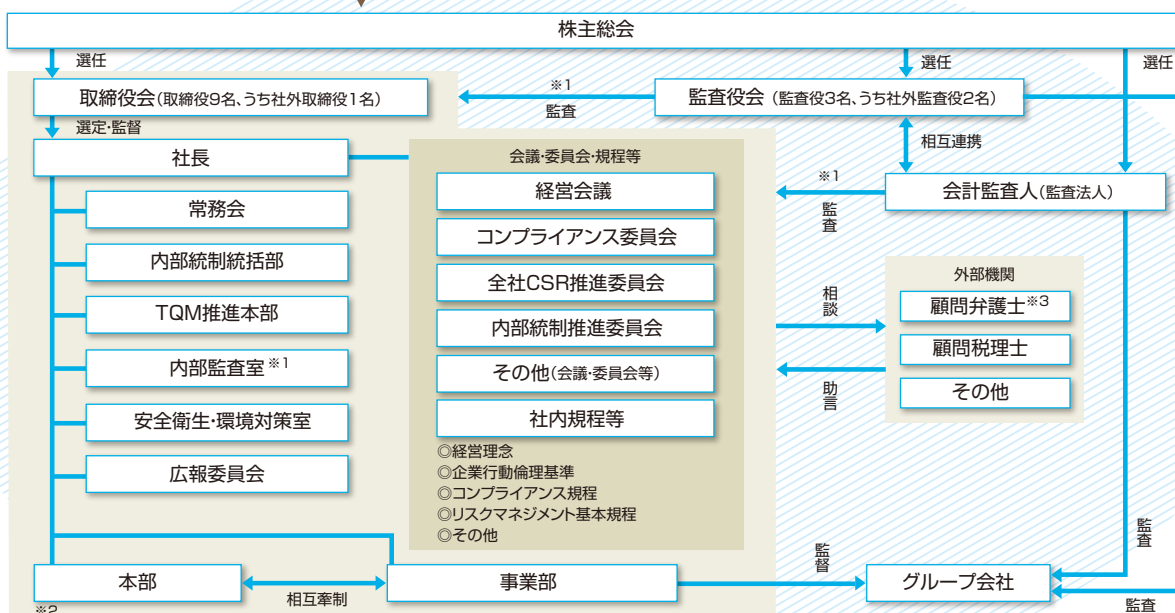 株主総会
選任
選任
選任
取締役会(取締役9名、うち社外取締役1名)
※1
監査
監査役会(監査役3名、うち社外監査役2名)
選定・監督
相互連携
社長
会議・委員会・規程等
経営会議
コンプライアンス委員会
全社CSR推進委員会
内部統制推進委員会
その他(会議・委員会等)
社内規程等
◎経営理念
◎企業行動倫理基準
◎コンプライアンス規程
◎リスクマネジメント基本規程
◎その他
常務会
内部統制統括部
TQM推進本部
内部監査室※1
安全衛生・環境対策室
広報委員会
※1
監査
会計監査人(監査法人)
相談
助言
外部機関
顧問弁護士※3
顧問税理士
その他
本部
相互牽制
事業部
監督
グループ会社
監査
監査
※2